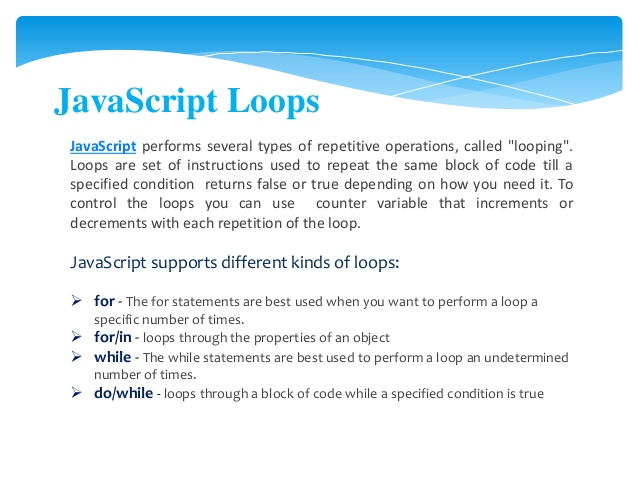 JavaScript Loops
JavaScript performs several types of repetitive operations, called "looping".
Loops are set of instructions used to repeat the same block of code till a
specified condition returns false or true depending on how you need it. To
control the loops you can use counter variable that increments or
decrements with each repetition of the loop.
JavaScript supports different kinds of loops:
➢ for - The for statements are best used when you want to perform a loop a
specific number of times.
➢ for/in - loops through the properties of an object
➢ while - The while statements are best used to perform a loop an undetermined
number of times.
➢ do/while - loops through a block of code while a specified condition is true